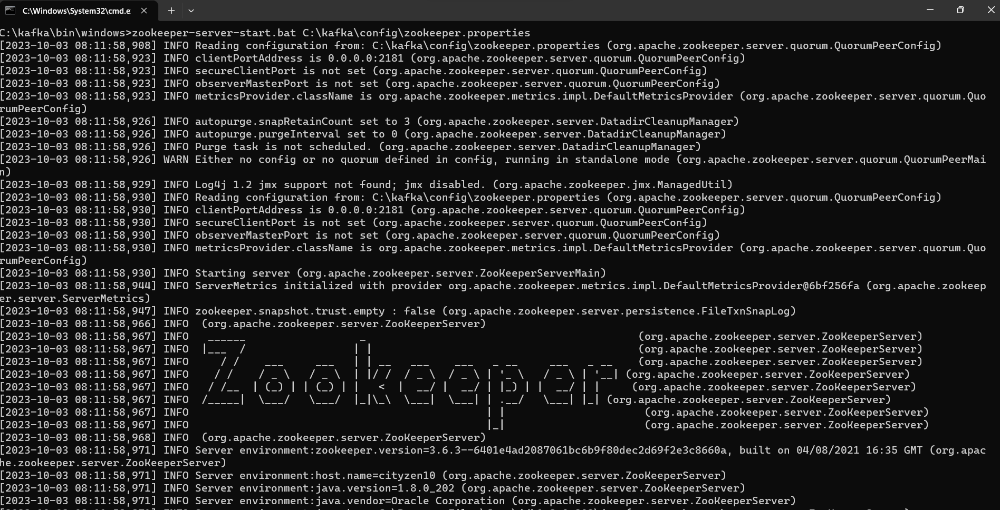 C:\Windows\System32\cmd.e
C:\kafka\bin\windows>zookeeper-server-start.bat C:\kafka\config\zookeeper.properties
[2023-10-03 08:11:58,908] INFO Reading configuration from: C:\kafka\config\zookeeper.properties (org.apache.zookeeper.server.quorum.QuorumPeerConfig)
[2023-10-03 08:11:58,923] INFO clientPortAddress is 0.0.0.0:2181 (org.apache.zookeeper.server.quorum.QuorumPeerConfig)
[2023-10-03 08:11:58,923] INFO secureClientPort is not set (org.apache.zookeeper.server.quorum.QuorumPeerConfig)
[2023-10-03 08:11:58,923] INFO observerMasterPort is not set (org.apache.zookeeper.server.quorum.QuorumPeerConfig)
[2023-10-03 08:11:58,923] INFO metricsProvider.className is org.apache.zookeeper.metrics.impl.DefaultMetricsProvider (org.apache.zookeeper.server.quorum.Quo
rumPeerConfig)
[2023-10-03 08:11:58,926] INFO autopurge.snapRetainCount set to 3 (org.apache.zookeeper.server.DatadirCleanupManager)
[2023-10-03 08:11:58,926] INFO autopurge.purgeInterval set to 0 (org.apache.zookeeper.server.DatadirCleanupManager)
[2023-10-03 08:11:58,926] INFO Purge task is not scheduled. (org.apache.zookeeper.server.DatadirCleanupManager)
[2023-10-03 08:11:58,926] WARN Either no config or no quorum defined in config, running in standalone mode (org.apache.zookeeper.server.quorum.QuorumPeerMai
n)
[2023-10-03 08:11:58,929] INFO Log4j 1.2 jmx support not found; jmx disabled. (org.apache.zookeeper.jmx.ManagedUtil)
[2023-10-03 08:11:58,930] INFO Reading configuration from: C:\kafka\config\zookeeper.properties (org.apache.zookeeper.server.quorum.QuorumPeerConfig)
[2023-10-03 08:11:58,930] INFO clientPortAddress is 0.0.0.0:2181 (org.apache.zookeeper.server.quorum.QuorumPeerConfig)
[2023-10-03 08:11:58,930] INFO secureClientPort is not set (org.apache.zookeeper.server.quorum.QuorumPeerConfig)
[2023-10-03 08:11:58,930] INFO observerMasterPort is not set (org.apache.zookeeper.server.quorum.QuorumPeerConfig)
[2023-10-03 08:11:58,930] INFO metricsProvider.className is org.apache.zookeeper.metrics.impl.DefaultMetricsProvider (org.apache.zookeeper.server.quorum.Quo
rumPeerConfig)
[2023-10-03 08:11:58,930] INFO Starting server (org.apache.zookeeper.server.ZooKeeperServerMain)
[2023-10-03 08:11:58,944] INFO ServerMetrics initialized with provider org.apache.zookeeper.metrics.impl.DefaultMetricsProvider@6bf256fa (org.apache.zookeep
er.server.ServerMetrics)
[2023-10-03 08:11:58,947] INFO zookeeper.snapshot.trust.empty : false (org.apache.zookeeper.server.persistence.FileTxnSnapLog)
[2023-10-03 08:11:58,966] INFO  (org.apache.zookeeper.server.ZooKeeperServer)
[2023-10-03 08:11:58,967] INFO   ______                  _                                           (org.apache.zookeeper.server.ZooKeeperServer)
[2023-10-03 08:11:58,967] INFO  |___  /                 | |                                          (org.apache.zookeeper.server.ZooKeeperServer)
[2023-10-03 08:11:58,967] INFO     / /    ___     ___   | | __   ___    ___   _ __     ___   _ __    (org.apache.zookeeper.server.ZooKeeperServer)
[2023-10-03 08:11:58,967] INFO    / /    / _ \   / _ \  | |/ /  / _ \  / _ \ | '_ \   / _ \ | '__| (org.apache.zookeeper.server.ZooKeeperServer)
[2023-10-03 08:11:58,967] INFO   / /__  | (_) | | (_) | |   <  |  __/ |  __/ | |_) | |  __/ | |     (org.apache.zookeeper.server.ZooKeeperServer)
[2023-10-03 08:11:58,967] INFO  /_____|  \___/   \___/  |_|\_\  \___|  \___| | .__/   \___| |_| (org.apache.zookeeper.server.ZooKeeperServer)
[2023-10-03 08:11:58,967] INFO                                               | |                      (org.apache.zookeeper.server.ZooKeeperServer)
[2023-10-03 08:11:58,967] INFO                                               |_|                      (org.apache.zookeeper.server.ZooKeeperServer)
[2023-10-03 08:11:58,968] INFO  (org.apache.zookeeper.server.ZooKeeperServer)
[2023-10-03 08:11:58,971] INFO Server environment:zookeeper.version=3.6.3--6401e4ad2087061bc6b9f80dec2d69f2e3c8660a, built on 04/08/2021 16:35 GMT (org.apac
he.zookeeper.server.ZooKeeperServer)
[2023-10-03 08:11:58,971] INFO Server environment:host.name=cityzen10 (org.apache.zookeeper.server.ZooKeeperServer)
[2023-10-03 08:11:58,971] INFO Server environment:java.version=1.8.0_202 (org.apache.zookeeper.server.ZooKeeperServer)
[2023-10-03 08:11:58,971] INFO Server environment:java.vendor=Oracle Corporation (org.apache.zookeeper.server.ZooKeeperServer)